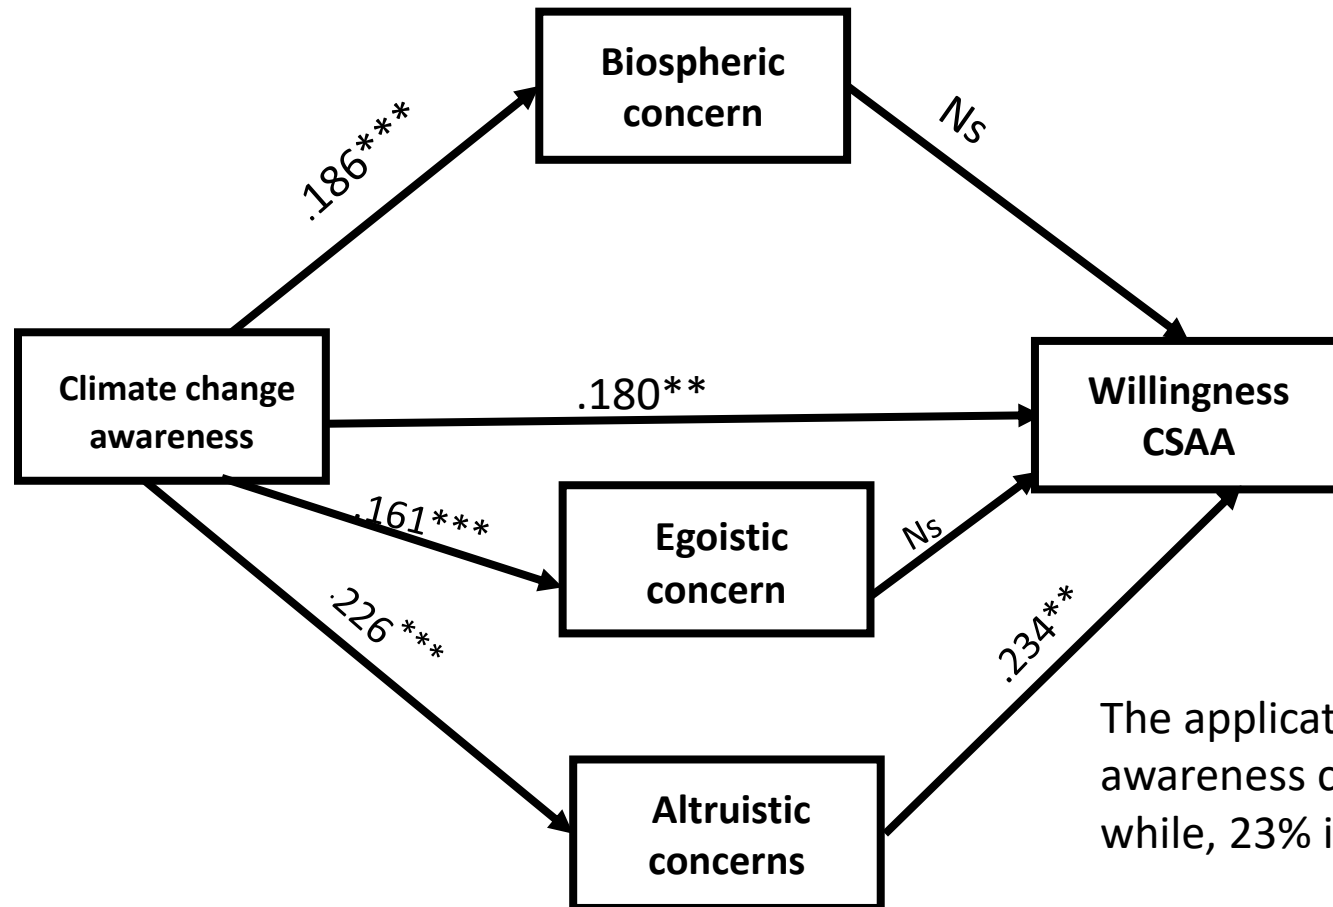 Biospheric
concern
.186***
Ns
Climate change
awareness
.180**
Willingness
CSAA
.161***
Egoistic
concern
Ns
.226 ***
.234**
Altruistic
concerns
The applicat
awareness
while, 23% i